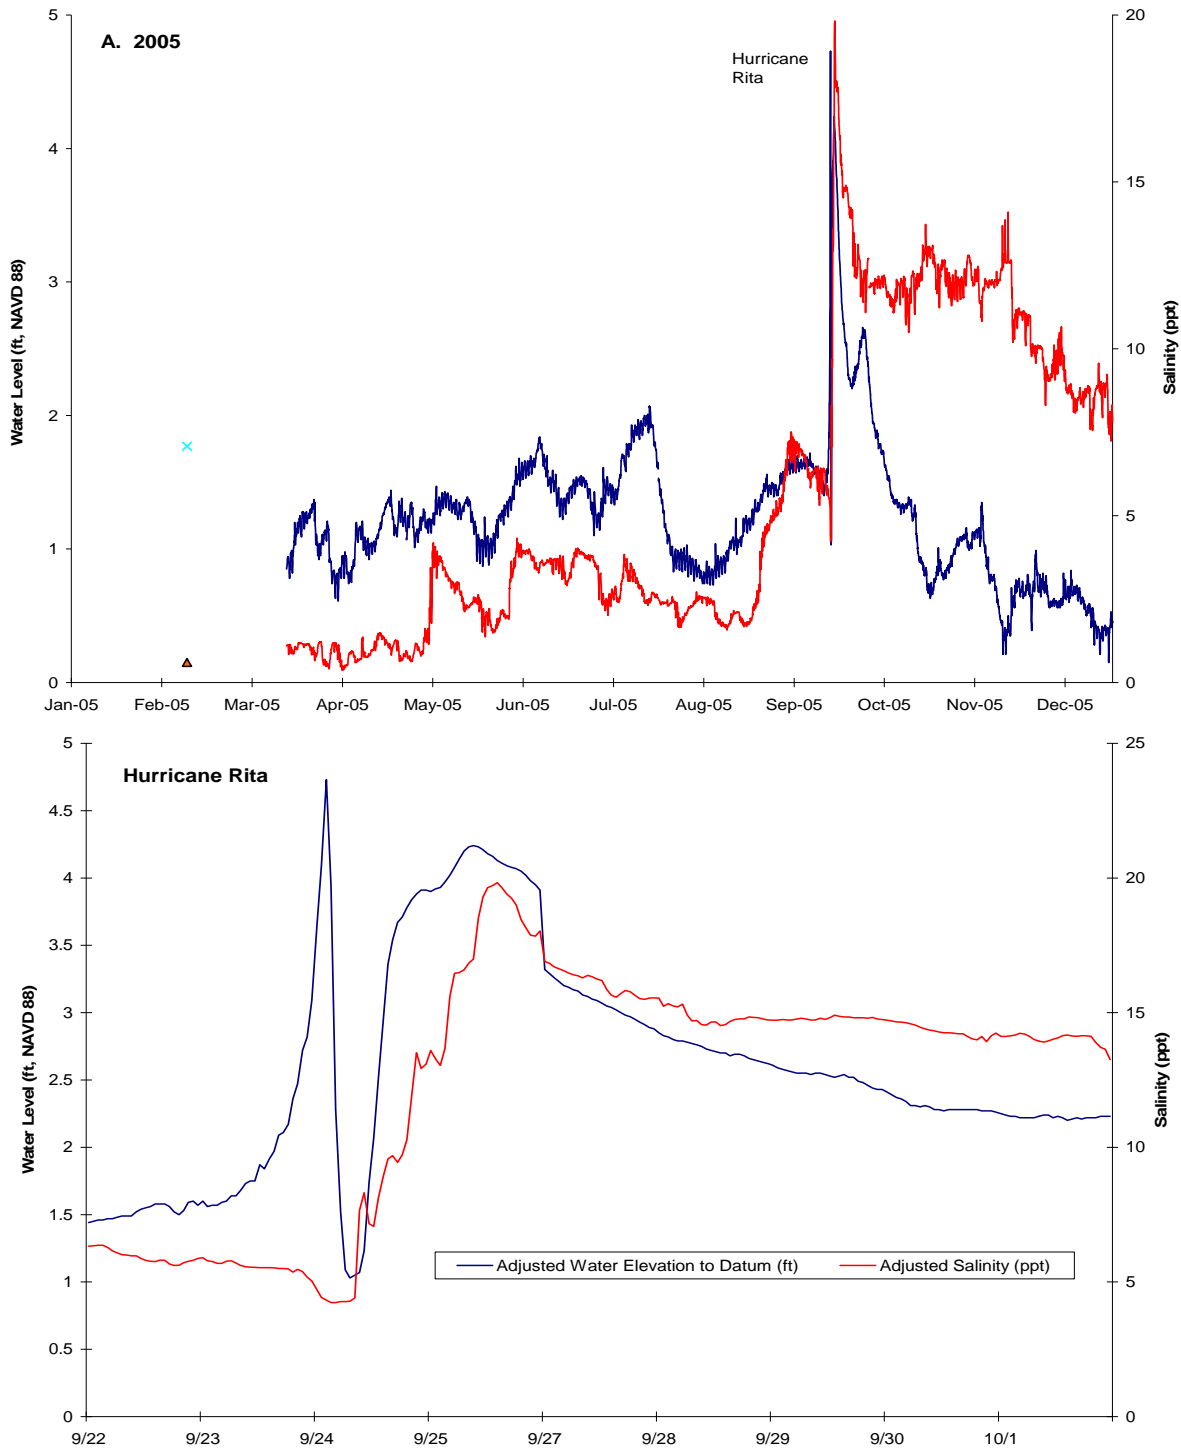 A. 2005
Hurricane
Rita
5
4
3
2
1
0
Water Level (ft, NAVD 88)
20
15
10
5
0
Salinity (ppt)
Jan-05 Feb-05 Mar-05 Apr-05 May-05 Jun-05 Jul-05 Aug-05 Sep-05 Oct-05 Nov-05 Dec-05
Hurricane Rita
5
4.5
4
3.5
3
2.5
2
1.5
1
0.5
0
Water Level (ft, NAVD 88)
25
20
15
10
5
0
Salinity (ppt)
Adjusted Water Elevation to Datum (ft) Adjusted Salinity (ppt)
9/22 9/23 9/24 9/25 9/27 9/28 9/29 9/30 10/1